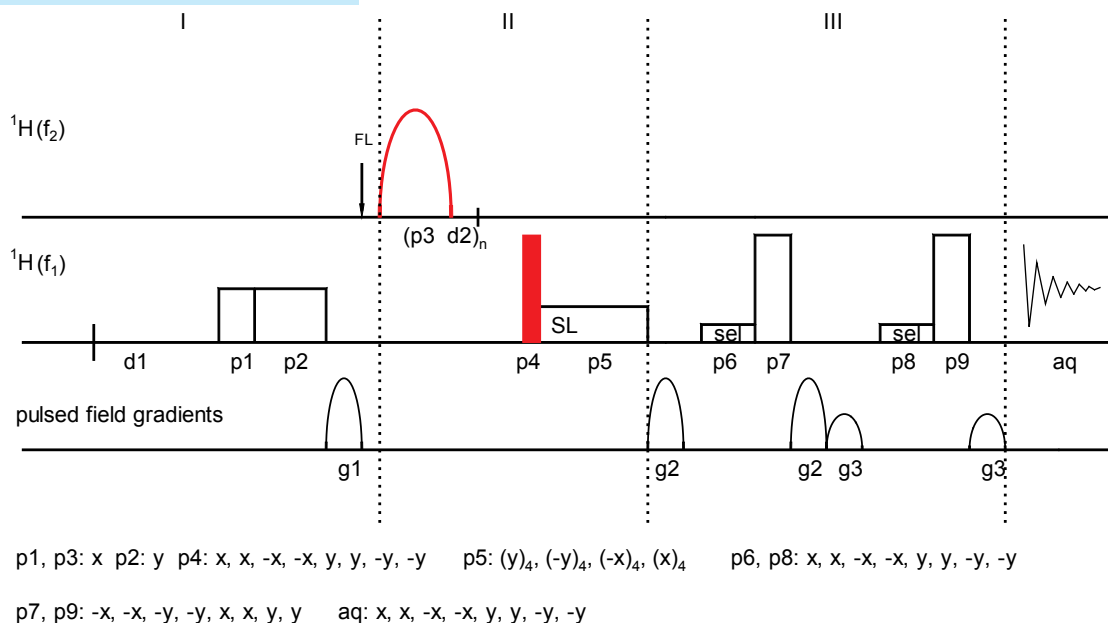 I II III
¹H(f₂)
FL
(p3 d2)ₙ
¹H(f₁)
SL
sel sel
d1 p1 p2 p4 p5 p6 p7 p8 p9 aq
pulsed field gradients
g1 g2 g2 g3 g3
p1, p3: x p2: y p4: x, x, -x, -x, y, y, -y, -y p5: (y)₄, (-y)₄, (-x)₄, (x)₄ p6, p8: x, x, -x, -x, y, y, -y, -y
p7, p9: -x, -x, -y, -y, x, x, y, y aq: x, x, -x, -x, y, y, -y, -y